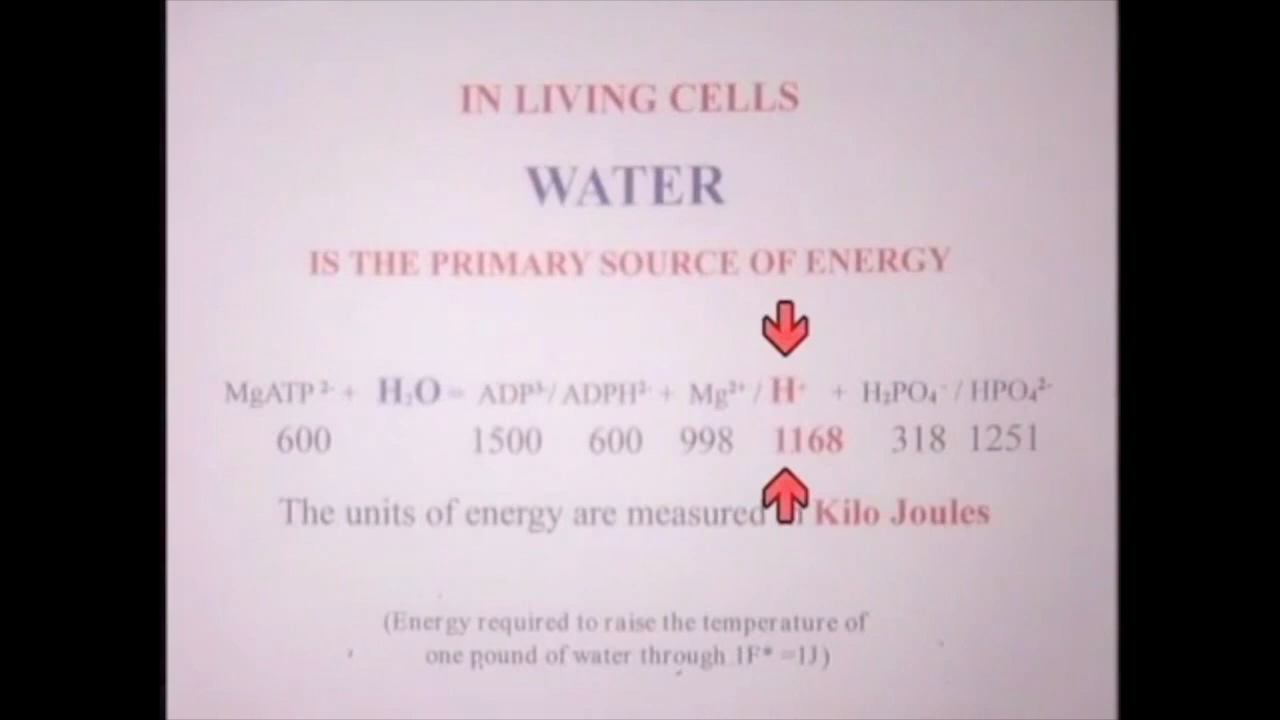 IN LIVING CELLS
WATER
IS THE PRIMARY SOURCE OF ENERGY
MgATP²⁻ + H₂O = ADP³⁻/ ADPH²⁻ + Mg²⁺ / H⁺ + H₂PO₄⁻ / HPO₄²⁻
600 1500 600 998 1168 318 1251
The units of energy are measured Kilo Joules
(Energy required to raise the temperature of
one pound of water through 1F* =1J)